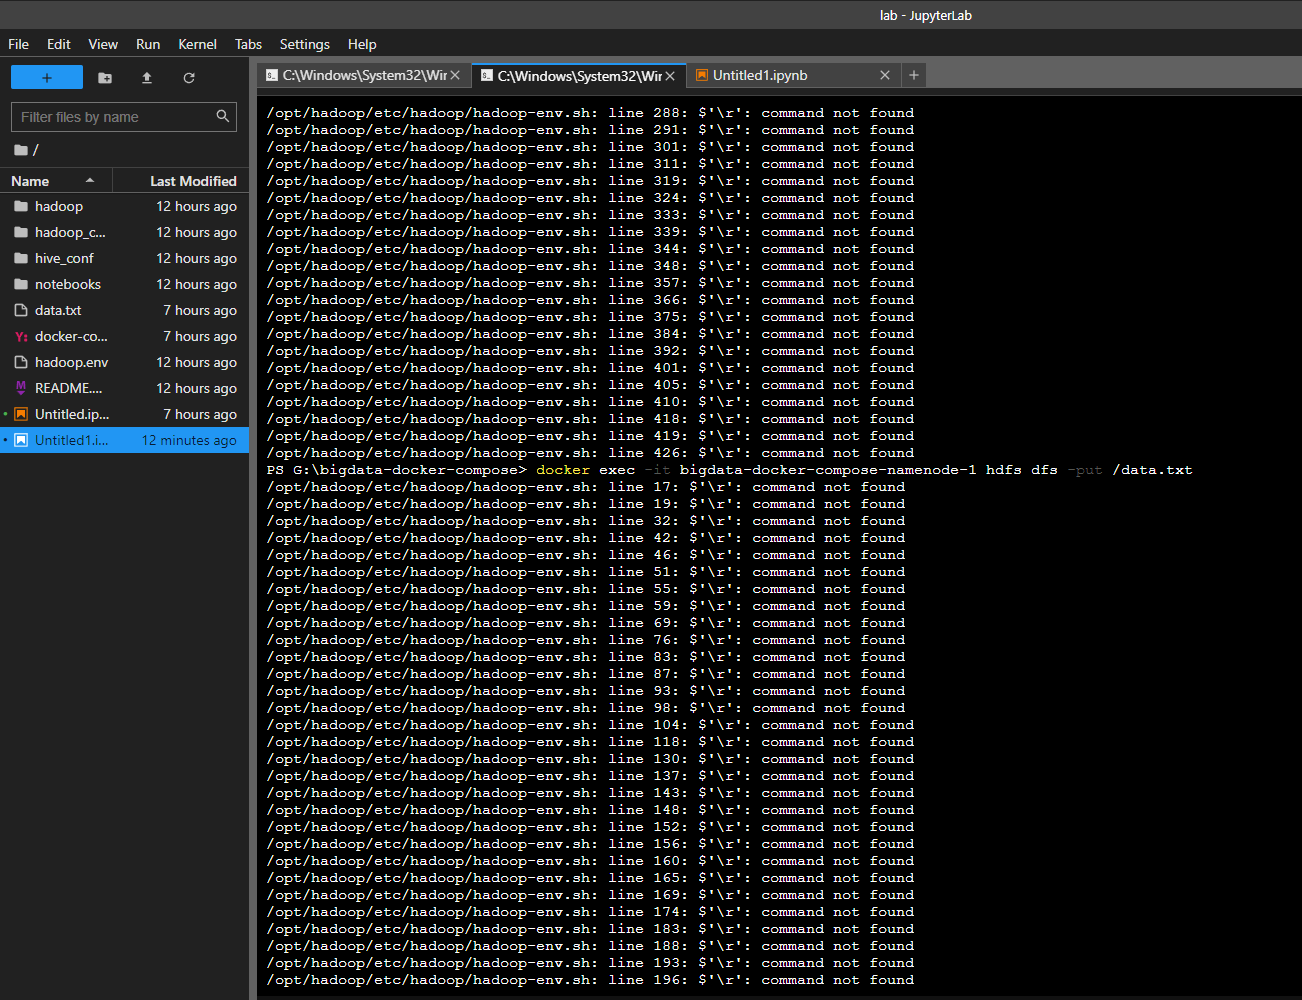 lab - JupyterLab
File Edit View Run Kernel Tabs Settings Help
C:\Windows\System32\Wir
C:\Windows\System32\Wir
Untitled1.ipynb
Filter files by name
/
Name Last Modified
hadoop 12 hours ago
hadoop_c... 12 hours ago
hive_conf 12 hours ago
notebooks 12 hours ago
data.txt 7 hours ago
docker-co... 7 hours ago
hadoop.env 12 hours ago
README.... 12 hours ago
Untitled.ip... 7 hours ago
Untitled1.i... 12 minutes ago
/opt/hadoop/etc/hadoop/hadoop-env.sh: line 288: $'\r': command not found
/opt/hadoop/etc/hadoop/hadoop-env.sh: line 291: $'\r': command not found
/opt/hadoop/etc/hadoop/hadoop-env.sh: line 301: $'\r': command not found
/opt/hadoop/etc/hadoop/hadoop-env.sh: line 311: $'\r': command not found
/opt/hadoop/etc/hadoop/hadoop-env.sh: line 319: $'\r': command not found
/opt/hadoop/etc/hadoop/hadoop-env.sh: line 324: $'\r': command not found
/opt/hadoop/etc/hadoop/hadoop-env.sh: line 333: $'\r': command not found
/opt/hadoop/etc/hadoop/hadoop-env.sh: line 339: $'\r': command not found
/opt/hadoop/etc/hadoop/hadoop-env.sh: line 344: $'\r': command not found
/opt/hadoop/etc/hadoop/hadoop-env.sh: line 348: $'\r': command not found
/opt/hadoop/etc/hadoop/hadoop-env.sh: line 357: $'\r': command not found
/opt/hadoop/etc/hadoop/hadoop-env.sh: line 366: $'\r': command not found
/opt/hadoop/etc/hadoop/hadoop-env.sh: line 375: $'\r': command not found
/opt/hadoop/etc/hadoop/hadoop-env.sh: line 384: $'\r': command not found
/opt/hadoop/etc/hadoop/hadoop-env.sh: line 392: $'\r': command not found
/opt/hadoop/etc/hadoop/hadoop-env.sh: line 401: $'\r': command not found
/opt/hadoop/etc/hadoop/hadoop-env.sh: line 405: $'\r': command not found
/opt/hadoop/etc/hadoop/hadoop-env.sh: line 410: $'\r': command not found
/opt/hadoop/etc/hadoop/hadoop-env.sh: line 418: $'\r': command not found
/opt/hadoop/etc/hadoop/hadoop-env.sh: line 419: $'\r': command not found
/opt/hadoop/etc/hadoop/hadoop-env.sh: line 426: $'\r': command not found
PS G:\bigdata-docker-compose> docker exec -it bigdata-docker-compose-namenode-1 hdfs dfs -put /data.txt
/opt/hadoop/etc/hadoop/hadoop-env.sh: line 17: $'\r': command not found
/opt/hadoop/etc/hadoop/hadoop-env.sh: line 19: $'\r': command not found
/opt/hadoop/etc/hadoop/hadoop-env.sh: line 32: $'\r': command not found
/opt/hadoop/etc/hadoop/hadoop-env.sh: line 42: $'\r': command not found
/opt/hadoop/etc/hadoop/hadoop-env.sh: line 46: $'\r': command not found
/opt/hadoop/etc/hadoop/hadoop-env.sh: line 51: $'\r': command not found
/opt/hadoop/etc/hadoop/hadoop-env.sh: line 55: $'\r': command not found
/opt/hadoop/etc/hadoop/hadoop-env.sh: line 59: $'\r': command not found
/opt/hadoop/etc/hadoop/hadoop-env.sh: line 69: $'\r': command not found
/opt/hadoop/etc/hadoop/hadoop-env.sh: line 76: $'\r': command not found
/opt/hadoop/etc/hadoop/hadoop-env.sh: line 83: $'\r': command not found
/opt/hadoop/etc/hadoop/hadoop-env.sh: line 87: $'\r': command not found
/opt/hadoop/etc/hadoop/hadoop-env.sh: line 93: $'\r': command not found
/opt/hadoop/etc/hadoop/hadoop-env.sh: line 98: $'\r': command not found
/opt/hadoop/etc/hadoop/hadoop-env.sh: line 104: $'\r': command not found
/opt/hadoop/etc/hadoop/hadoop-env.sh: line 118: $'\r': command not found
/opt/hadoop/etc/hadoop/hadoop-env.sh: line 130: $'\r': command not found
/opt/hadoop/etc/hadoop/hadoop-env.sh: line 137: $'\r': command not found
/opt/hadoop/etc/hadoop/hadoop-env.sh: line 143: $'\r': command not found
/opt/hadoop/etc/hadoop/hadoop-env.sh: line 148: $'\r': command not found
/opt/hadoop/etc/hadoop/hadoop-env.sh: line 152: $'\r': command not found
/opt/hadoop/etc/hadoop/hadoop-env.sh: line 156: $'\r': command not found
/opt/hadoop/etc/hadoop/hadoop-env.sh: line 160: $'\r': command not found
/opt/hadoop/etc/hadoop/hadoop-env.sh: line 165: $'\r': command not found
/opt/hadoop/etc/hadoop/hadoop-env.sh: line 169: $'\r': command not found
/opt/hadoop/etc/hadoop/hadoop-env.sh: line 174: $'\r': command not found
/opt/hadoop/etc/hadoop/hadoop-env.sh: line 183: $'\r': command not found
/opt/hadoop/etc/hadoop/hadoop-env.sh: line 188: $'\r': command not found
/opt/hadoop/etc/hadoop/hadoop-env.sh: line 193: $'\r': command not found
/opt/hadoop/etc/hadoop/hadoop-env.sh: line 196: $'\r': command not found